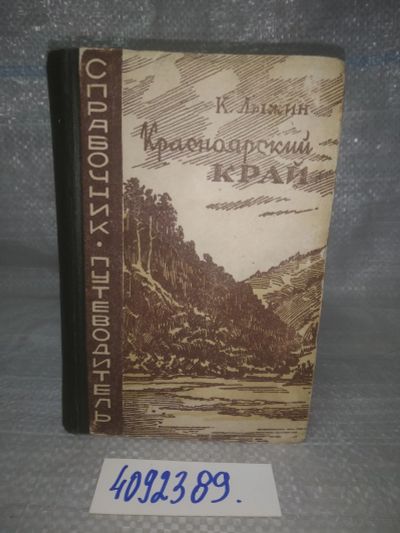 СПРАВОЧНИК • ПУТЕВОДИТЕЛЬ
К. Лыжин
Красноярский
КРАЙ
4092389.